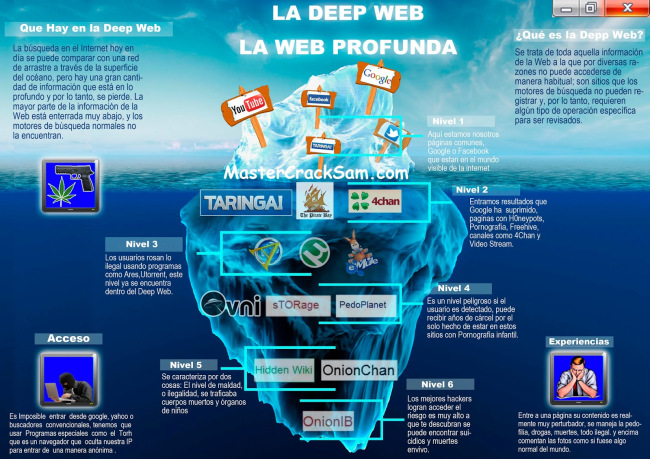 LA DEEP WEB
LA WEB PROFUNDA
Que Hay en la Deep Web
La búsqueda en el Internet hoy en
día se puede comparar con una red
de arrastre a través de la superficie
del océano, pero hay una gran canti-
dad de información que está en lo
profundo y por lo tanto, se pierde. La
mayor parte de la información de la
Web está enterrada muy abajo, y los
motores de búsqueda normales no
la encuentran.
¿Qué es la Depp Web?
Se trata de toda aquella información
de la Web a la que por diversas ra-
zones no puede accederse de
manera habitual; son sitios que los
motores de búsqueda no pueden re-
gistrar y, por lo tanto, requieren
algún tipo de operación específica
para ser revisados.
Google
YouTube
facebook
TARINGA!
Nivel 1
Aquí estamos nosotros
páginas comunes,
Google o Facebook
que estan en el mundo
visible de la internet
MasterCrackSam.com
TARINGA!
The Pirate Bay
4chan
Nivel 2
Entramos resultados que
Google ha suprimido,
paginas con H0neypots,
Pornografía, Freehive,
canales como 4Chan y
Video Stream.
Nivel 3
Los usuarios rosan lo
ilegal usando programas
como Ares,Utorrent, este
nivel ya se encuentra
dentro del Deep Web.
eMule
Ovni
sTORage
PedoPlanet
Nivel 4
Es un nivel peligroso si el
usuario es detectado, puede
recibir años de cárcel por el
solo hecho de estar en estos
sitios con Pornografía infantil.
Acceso
Es Imposible entrar desde google, yahoo o
buscadores convencionales, tenemos que
usar Programas especiales como el Torh
que es un navegador que oculta nuestra IP
para entrar de una manera anónima .
Nivel 5
Se caracteriza por dos
cosas: El nivel de maldad,
o ilegalidad, se traficaba
cuerpos muertos y órganos
de niños
Hidden Wiki
OnionChan
OnionIB
Nivel 6
Los mejores hackers
logran acceder el
riesgo es muy alto a
que te descubran se
puede encontrar sui-
cidios y muertes
envivo.
Experiencias
Entre a una página su contenido es real-
mente muy perturbador, se maneja la pedo-
filia, drogas, muertes, todo ilegal. y encima
comentan las fotos como si fuese algo
normal del mundo.